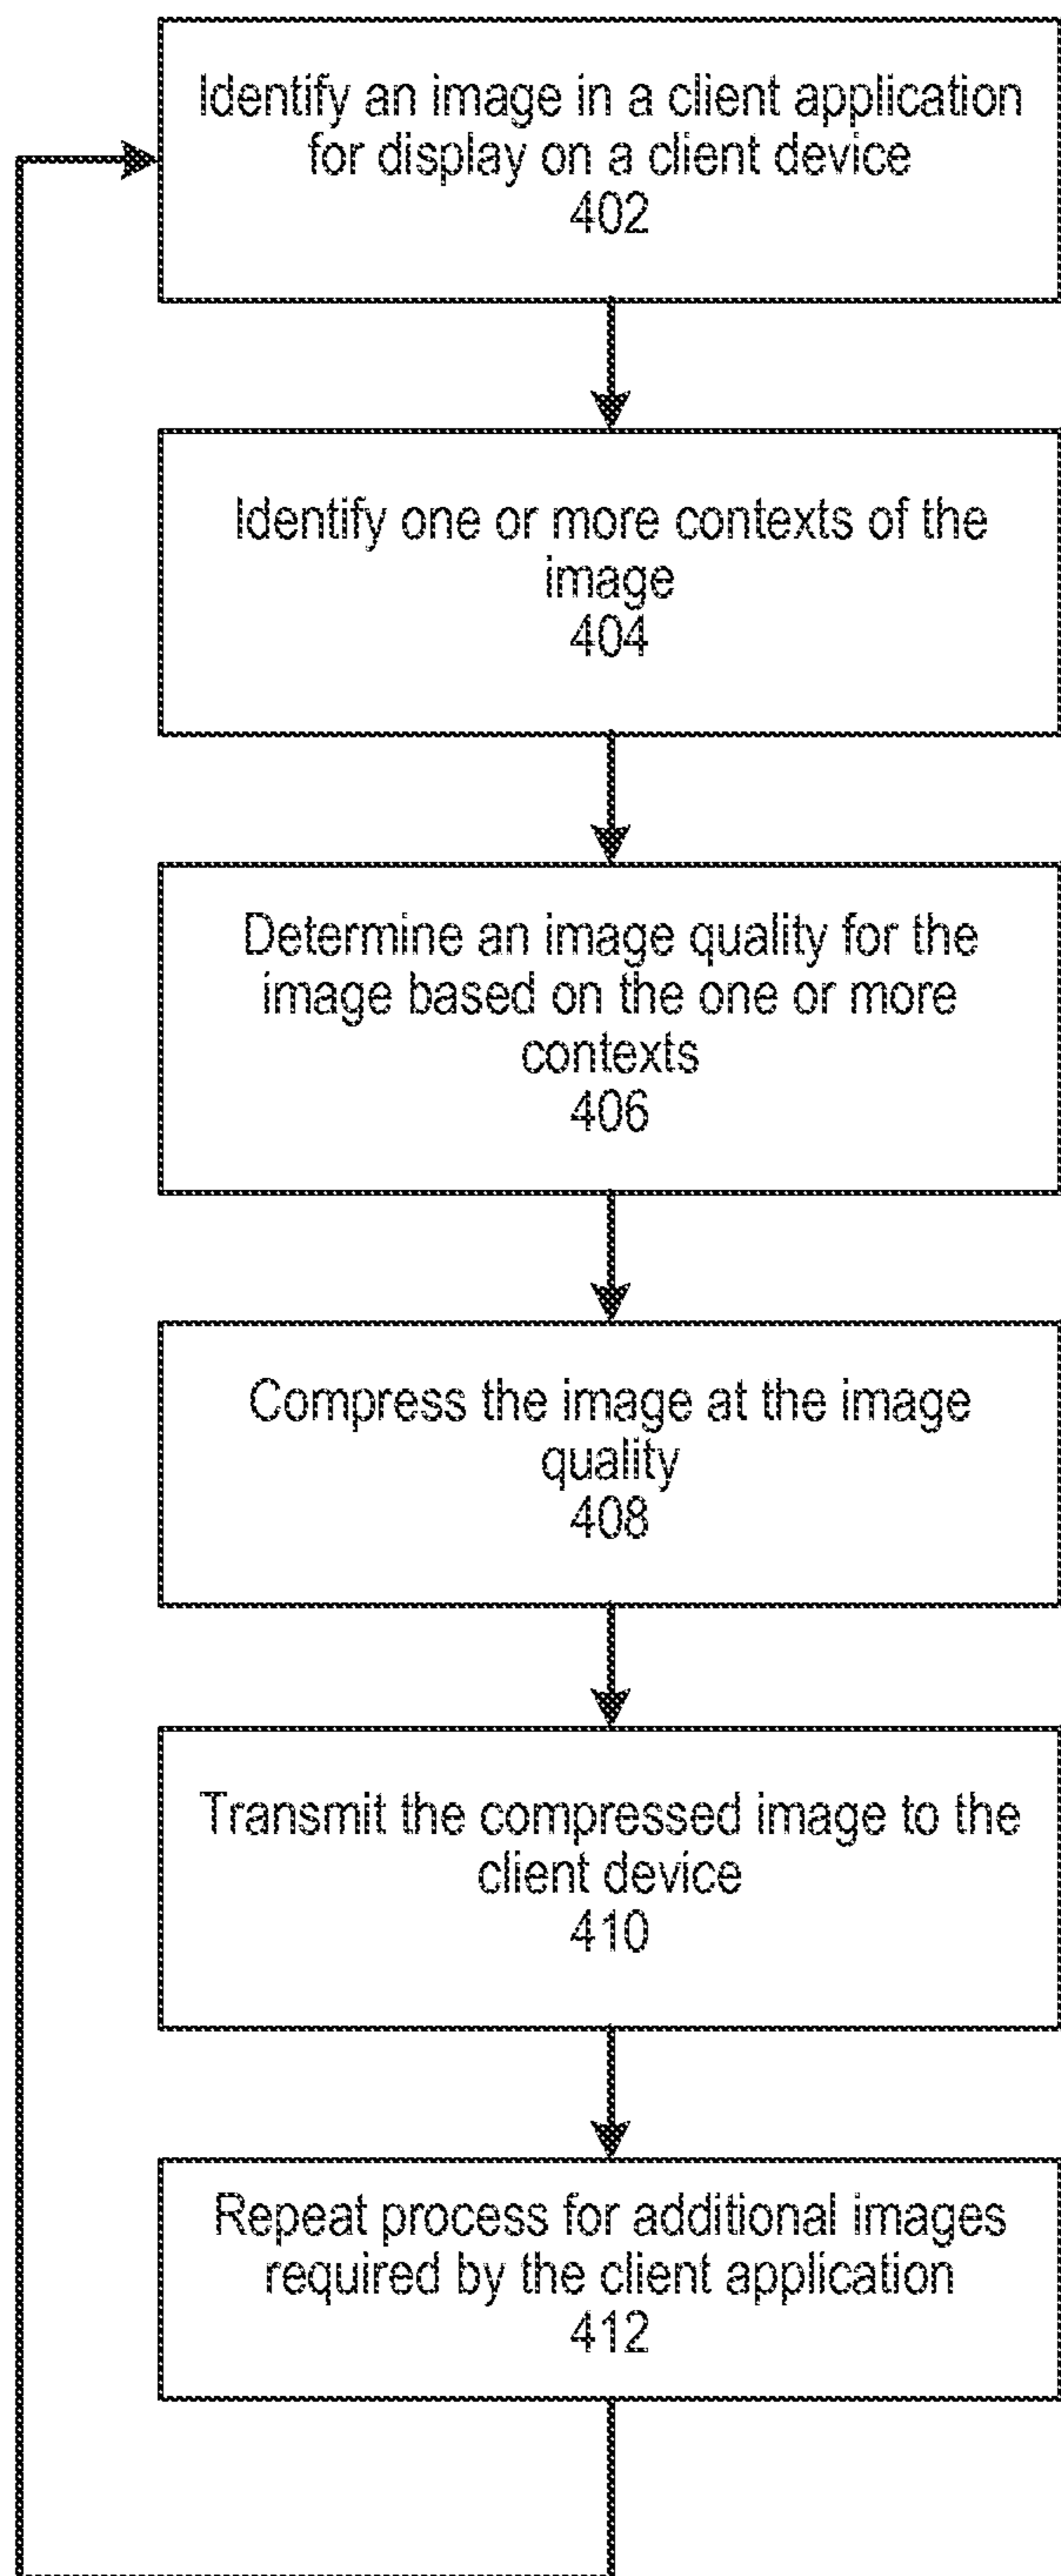 Identify an image in a client application
for display on a client device
402
Identify one or more contexts of the
image
404
Determine an image quality for the
image based on the one or more
contexts
406
Compress the image at the image
quality
408
Transmit the compressed image to the
client device
410
Repeat process for additional images
required by the client application
412